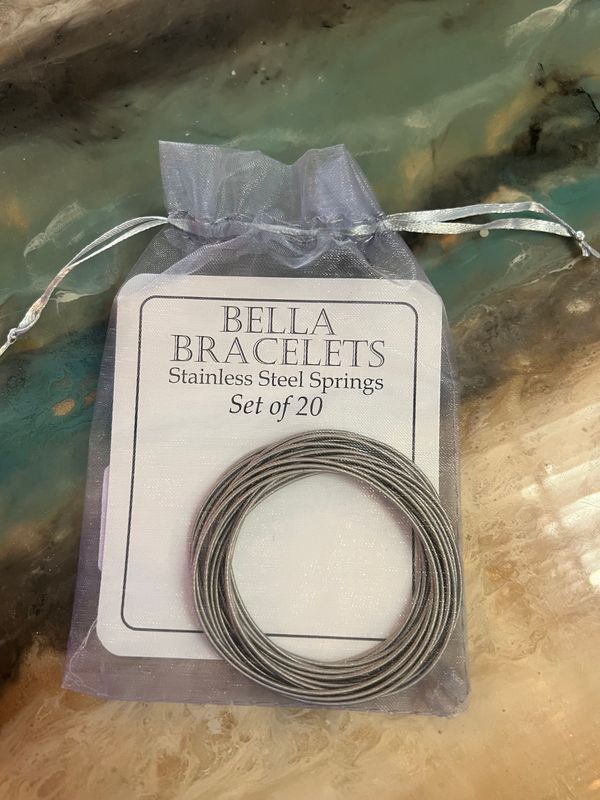 BELLA
BRACELETS
Stainless Steel Springs
Set of 20